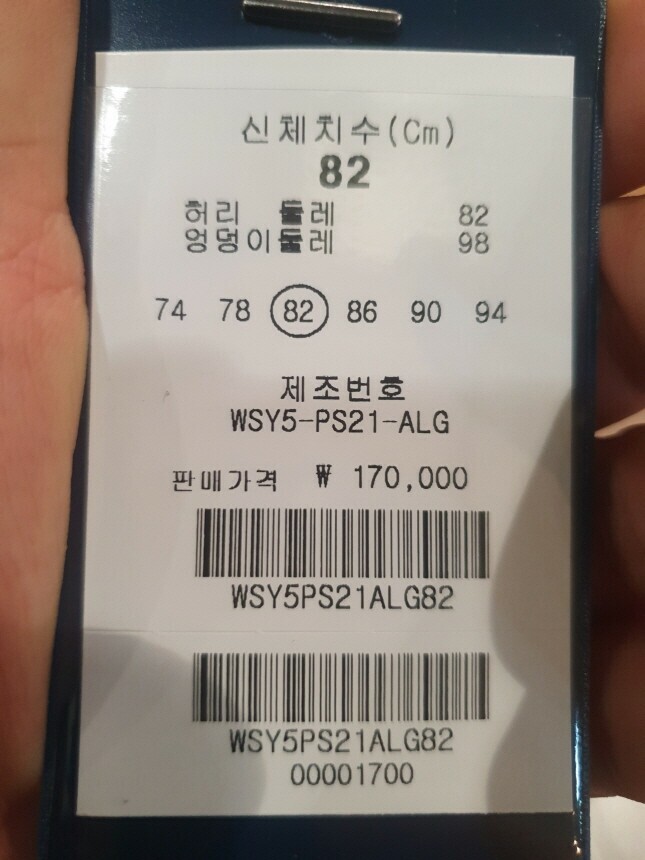 신체치수(Cm)
82
허리 둘레 82
엉덩이둘레 98
74 78 82 86 90 94
제조번호
WSY5-PS21-ALG
판매가격 ₩ 170,000
WSY5PS21ALG82
WSY5PS21ALG82
00001700